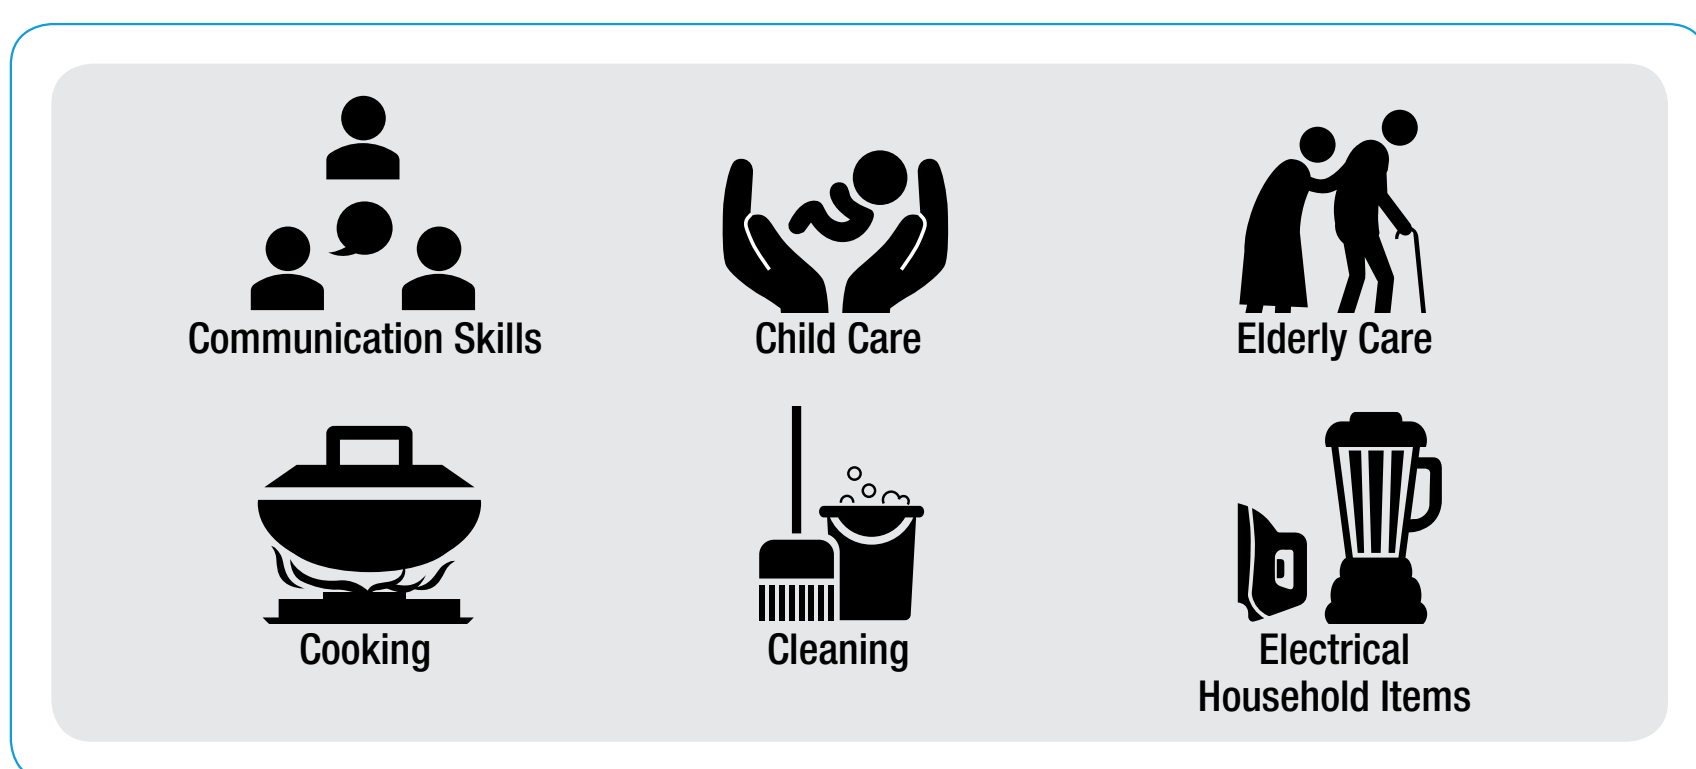 Communication Skills
Child Care
Elderly Care
Cooking
Cleaning
Electrical
Household Items